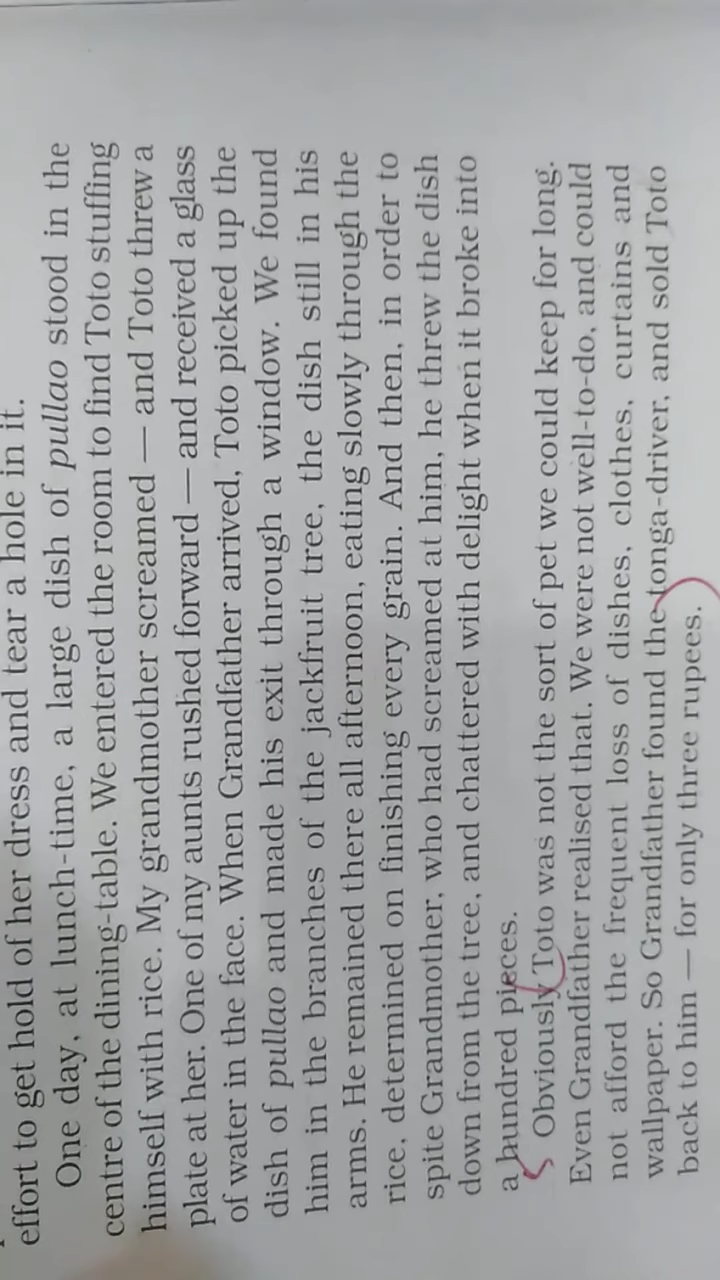 effort to get hold of her dress and tear a hole in it.
One day, at lunch-time, a large dish of pullao stood in the
centre of the dining-table. We entered the room to find Toto stuffing
himself with rice. My grandmother screamed — and Toto threw a
plate at her. One of my aunts rushed forward — and received a glass
of water in the face. When Grandfather arrived, Toto picked up the
dish of pullao and made his exit through a window. We found
him in the branches of the jackfruit tree, the dish still in his
arms. He remained there all afternoon, eating slowly through the
rice, determined on finishing every grain. And then, in order to
spite Grandmother, who had screamed at him, he threw the dish
down from the tree, and chattered with delight when it broke into
a hundred pieces.
Obviously Toto was not the sort of pet we could keep for long.
Even Grandfather realised that. We were not well-to-do, and could
not afford the frequent loss of dishes, clothes, curtains and
wallpaper. So Grandfather found the tonga-driver, and sold Toto
back to him — for only three rupees.